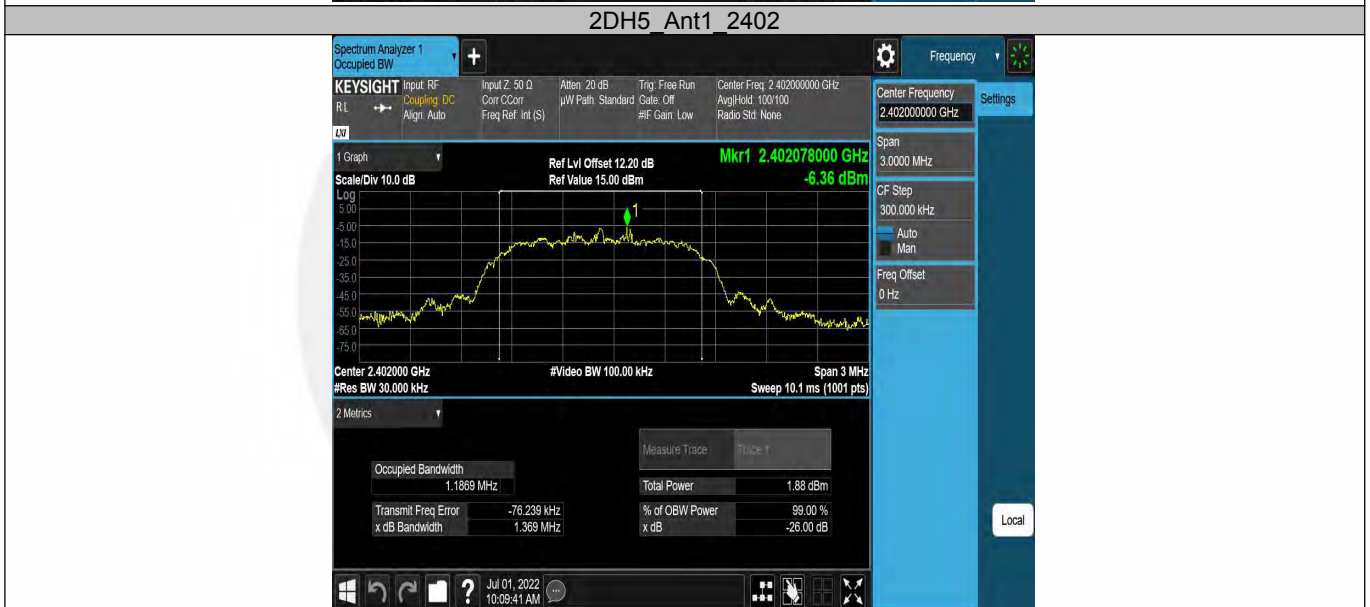 2DH5_Ant1_2402
Spectrum Analyzer 1
Occupied BW
+
Frequency
KEYSIGHT
R L
LXI
Input: RF
Coupling: DC
Align: Auto
Input Z: 50 Ω
Corr CCorr
Freq Ref: Int (S)
Atten: 20 dB
µW Path: Standard
Trig: Free Run
Gate: Off
#IF Gain: Low
Center Freq: 2.402000000 GHz
Avg|Hold: 100/100
Radio Std: None
Center Frequency
2.402000000 GHz
Settings
Span
3.0000 MHz
CF Step
300.000 kHz
Auto
Man
Freq Offset
0 Hz
Local
1 Graph
Scale/Div 10.0 dB
Ref Lvl Offset 12.20 dB
Ref Value 15.00 dBm
Mkr1 2.402078000 GHz
-6.36 dBm
Log
5.00
-5.00
-15.0
-25.0
-35.0
-45.0
-55.0
-65.0
-75.0
1
Center 2.402000 GHz
#Res BW 30.000 kHz
#Video BW 100.00 kHz
Span 3 MHz
Sweep 10.1 ms (1001 pts)
2 Metrics
Measure Trace Trace 1
Occupied Bandwidth
1.1869 MHz
Total Power 1.88 dBm
Transmit Freq Error -76.239 kHz
% of OBW Power 99.00 %
x dB Bandwidth 1.369 MHz
x dB -26.00 dB
?
Jul 01, 2022
10:09:41 AM